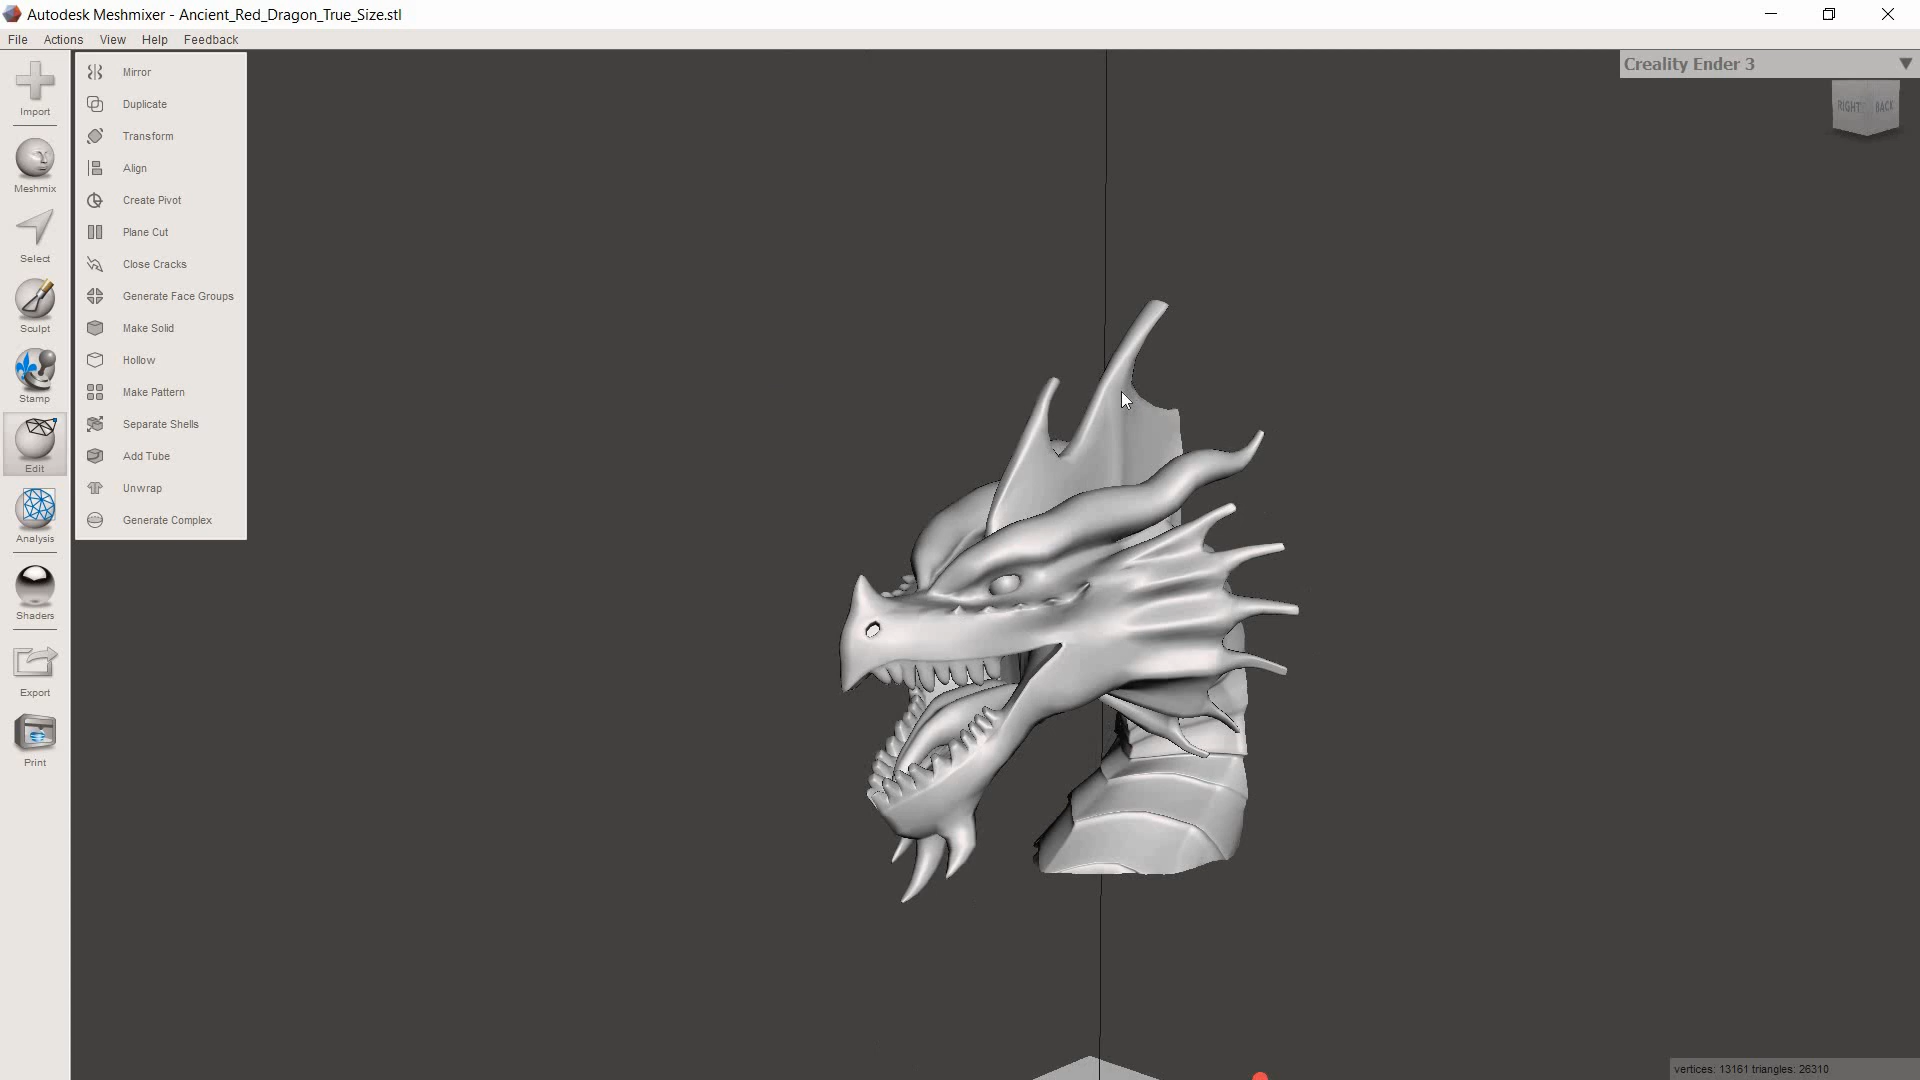 Autodesk Meshmixer - Ancient_Red_Dragon_True_Size.stl
File Actions View Help Feedback
Import
Meshmix
Select
Sculpt
Stamp
Edit
Analysis
Shaders
Export
Print
Mirror
Duplicate
Transform
Align
Create Pivot
Plane Cut
Close Cracks
Generate Face Groups
Make Solid
Hollow
Make Pattern
Separate Shells
Add Tube
Unwrap
Generate Complex
Creality Ender 3
RIGHT BACK
vertices: 13161 triangles: 26310